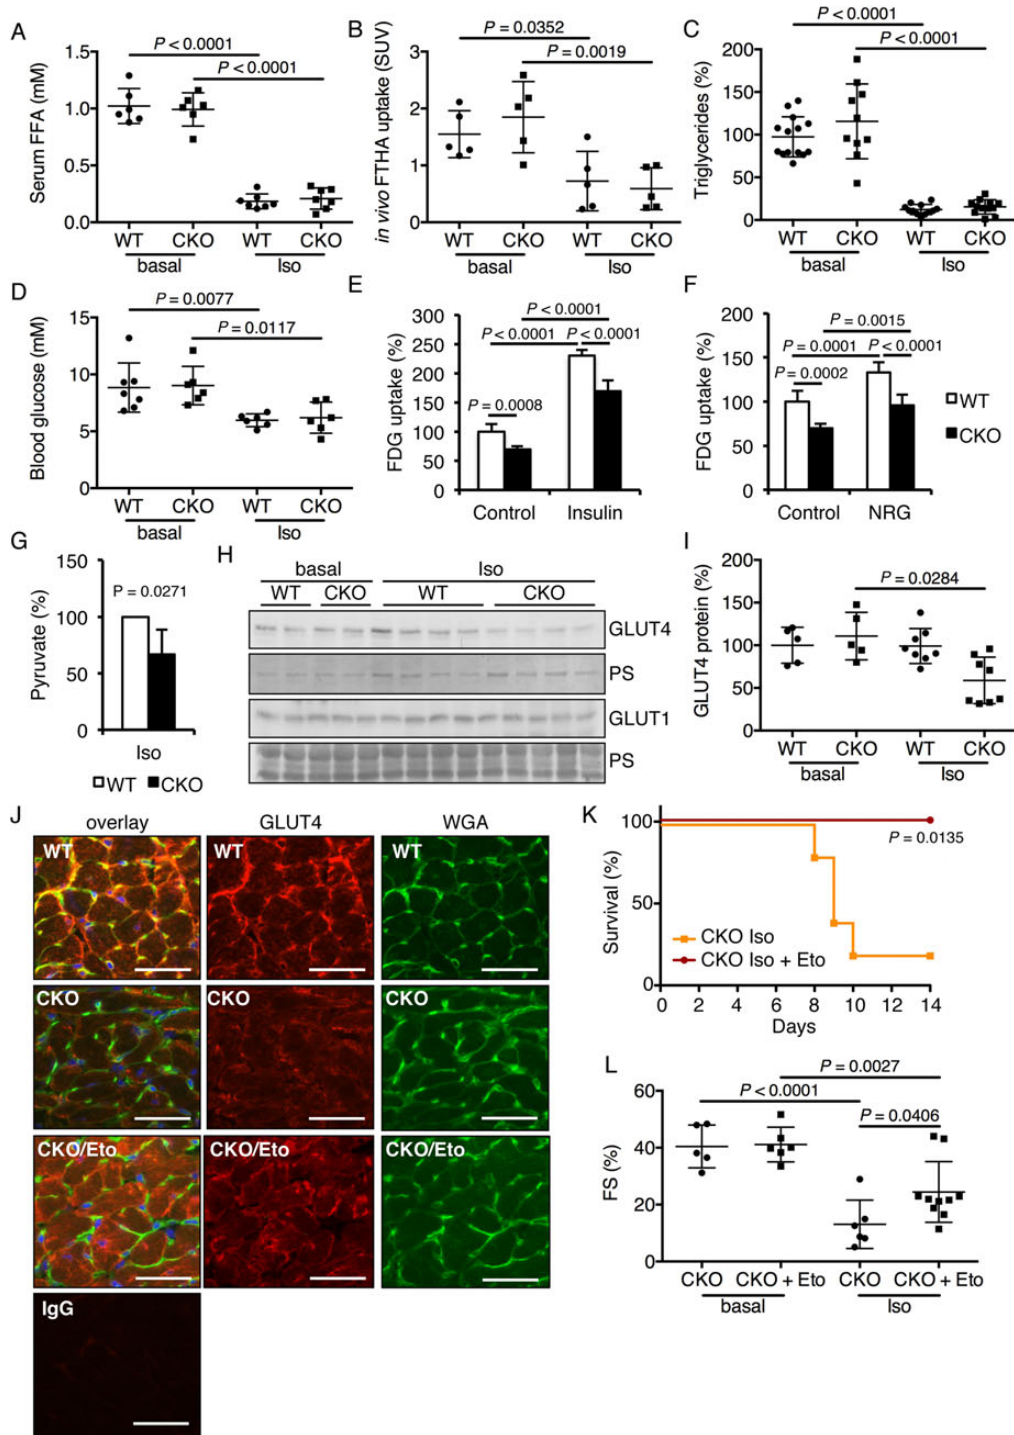 A
Serum FFA (mM)
1.5
1.0
0.5
0.0
P < 0.0001
P < 0.0001
WT CKO WT CKO
basal Iso
B
in vivo FTHA uptake (SUV)
3
2
1
0
P = 0.0352
P = 0.0019
WT CKO WT CKO
basal Iso
C
Triglycerides (%)
200
150
100
50
0
P < 0.0001
P < 0.0001
WT CKO WT CKO
basal Iso
D
Blood glucose (mM)
15
10
5
0
P = 0.0077
P = 0.0117
WT CKO WT CKO
basal Iso
E
FDG uptake (%)
300
250
200
150
100
50
0
P < 0.0001
P < 0.0001 P < 0.0001
P = 0.0008
Control Insulin
F
FDG uptake (%)
200
150
100
50
0
P = 0.0015
P = 0.0001 P < 0.0001
P = 0.0002
Control NRG
WT
CKO
G
Pyruvate (%)
150
100
50
0
P = 0.0271
Iso
WT CKO
H
basal Iso
WT CKO WT CKO
GLUT4
PS
GLUT1
PS
I
GLUT4 protein (%)
200
150
100
50
0
P = 0.0284
WT CKO WT CKO
basal Iso
J
overlay GLUT4 WGA
WT WT WT
CKO CKO CKO
CKO/Eto CKO/Eto CKO/Eto
IgG
K
Survival (%)
100
50
0
P = 0.0135
CKO Iso
CKO Iso + Eto
0 2 4 6 8 10 12 14
Days
L
FS (%)
60
40
20
0
P = 0.0027
P < 0.0001
P = 0.0406
CKO CKO + Eto CKO CKO + Eto
basal Iso